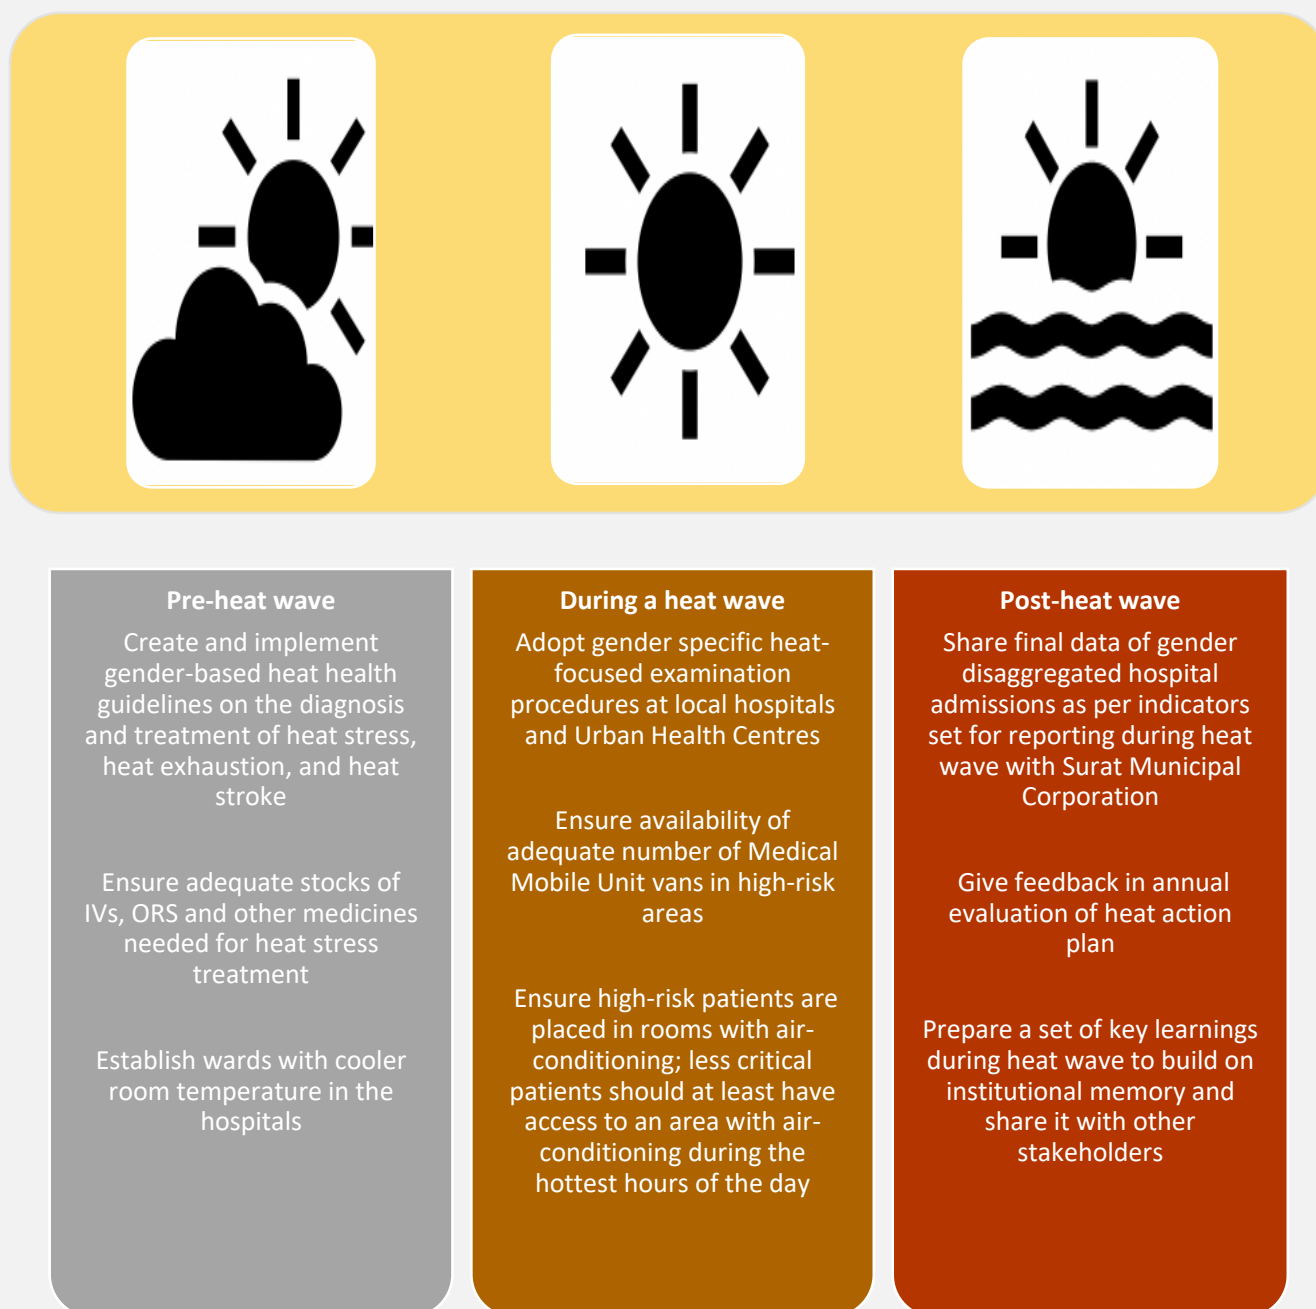 Pre-heat wave
Create and implement
gender-based heat health
guidelines on the diagnosis
and treatment of heat stress,
heat exhaustion, and heat
stroke
Ensure adequate stocks of
IVs, ORS and other medicines
needed for heat stress
treatment
Establish wards with cooler
room temperature in the
hospitals
During a heat wave
Adopt gender specific heat-
focused examination
procedures at local hospitals
and Urban Health Centres
Ensure availability of
adequate number of Medical
Mobile Unit vans in high-risk
areas
Ensure high-risk patients are
placed in rooms with air-
conditioning; less critical
patients should at least have
access to an area with air-
conditioning during the
hottest hours of the day
Post-heat wave
Share final data of gender
disaggregated hospital
admissions as per indicators
set for reporting during heat
wave with Surat Municipal
Corporation
Give feedback in annual
evaluation of heat action
plan
Prepare a set of key learnings
during heat wave to build on
institutional memory and
share it with other
stakeholders